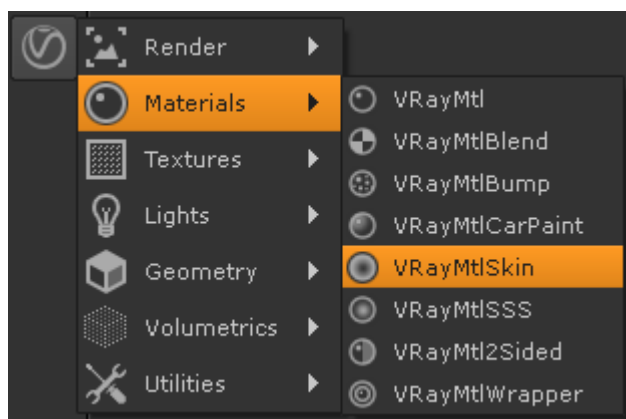 Render
Materials
Textures
Lights
Geometry
Volumetrics
Utilities
VRayMtl
VRayMtlBlend
VRayMtlBump
VRayMtlCarPaint
VRayMtlSkin
VRayMtlSSS
VRayMtl2Sided
VRayMtlWrapper